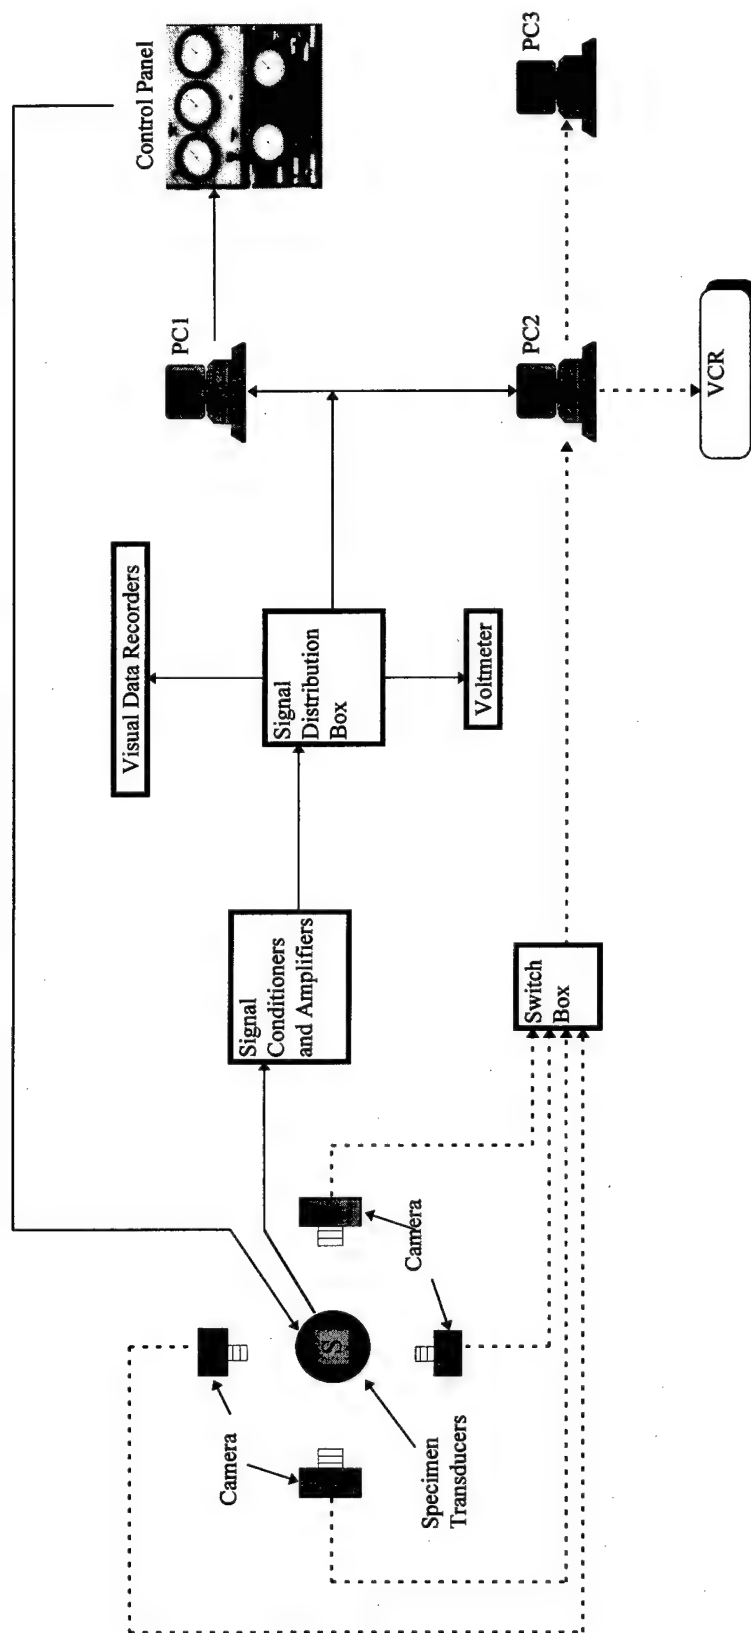 Control Panel
PC3
PC1
PC2
VCR
Visual Data Recorders
Signal
Distribution
Box
Voltmeter
Signal
Conditioners
and Amplifiers
Switch
Box
Camera
Camera
S
Specimen
Transducers